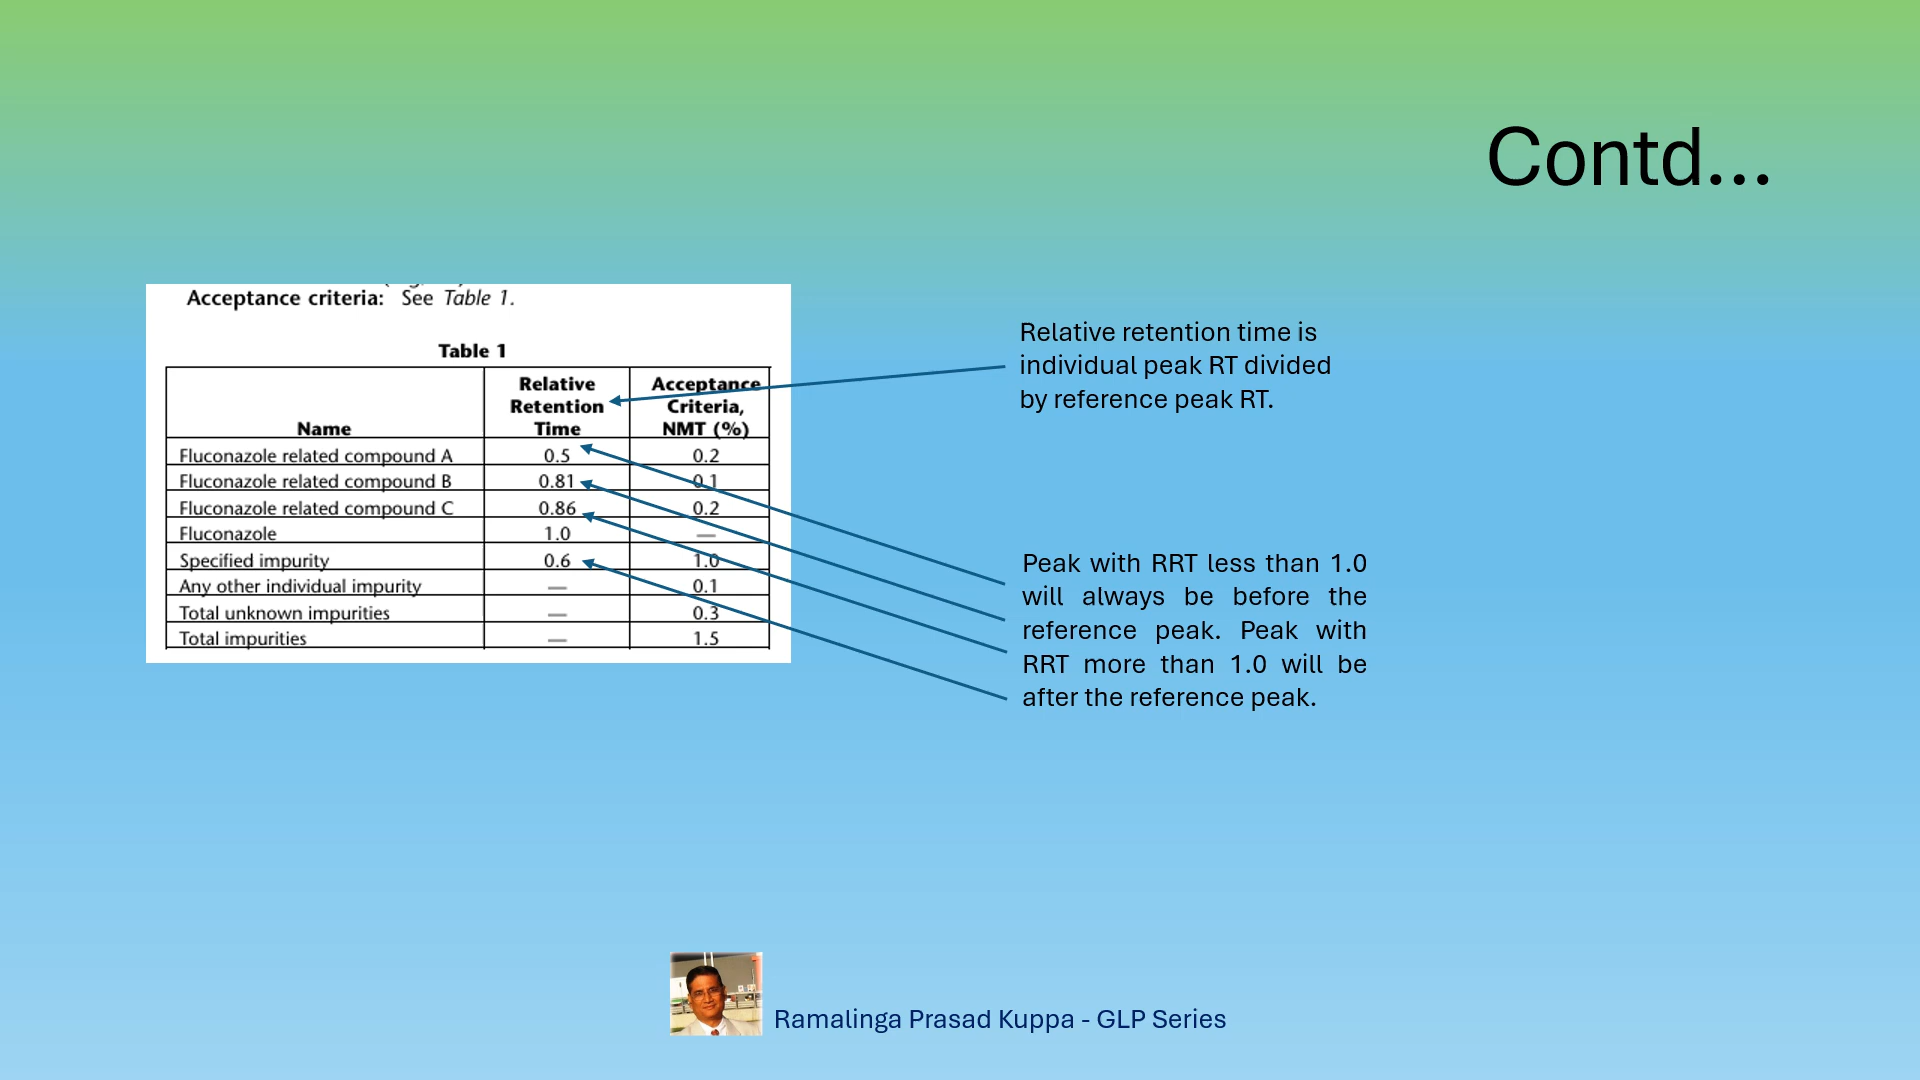 Contd...
Acceptance criteria: See Table 1.
Table 1
Name
Relative
Retention
Time
Acceptance
Criteria,
NMT (%)
Fluconazole related compound A 0.5 0.2
Fluconazole related compound B 0.81 0.1
Fluconazole related compound C 0.86 0.2
Fluconazole 1.0 —
Specified impurity 0.6 1.0
Any other individual impurity — 0.1
Total unknown impurities — 0.3
Total impurities — 1.5
Relative retention time is
individual peak RT divided
by reference peak RT.
Peak with RRT less than 1.0
will always be before the
reference peak. Peak with
RRT more than 1.0 will be
after the reference peak.
Ramalinga Prasad Kuppa - GLP Series